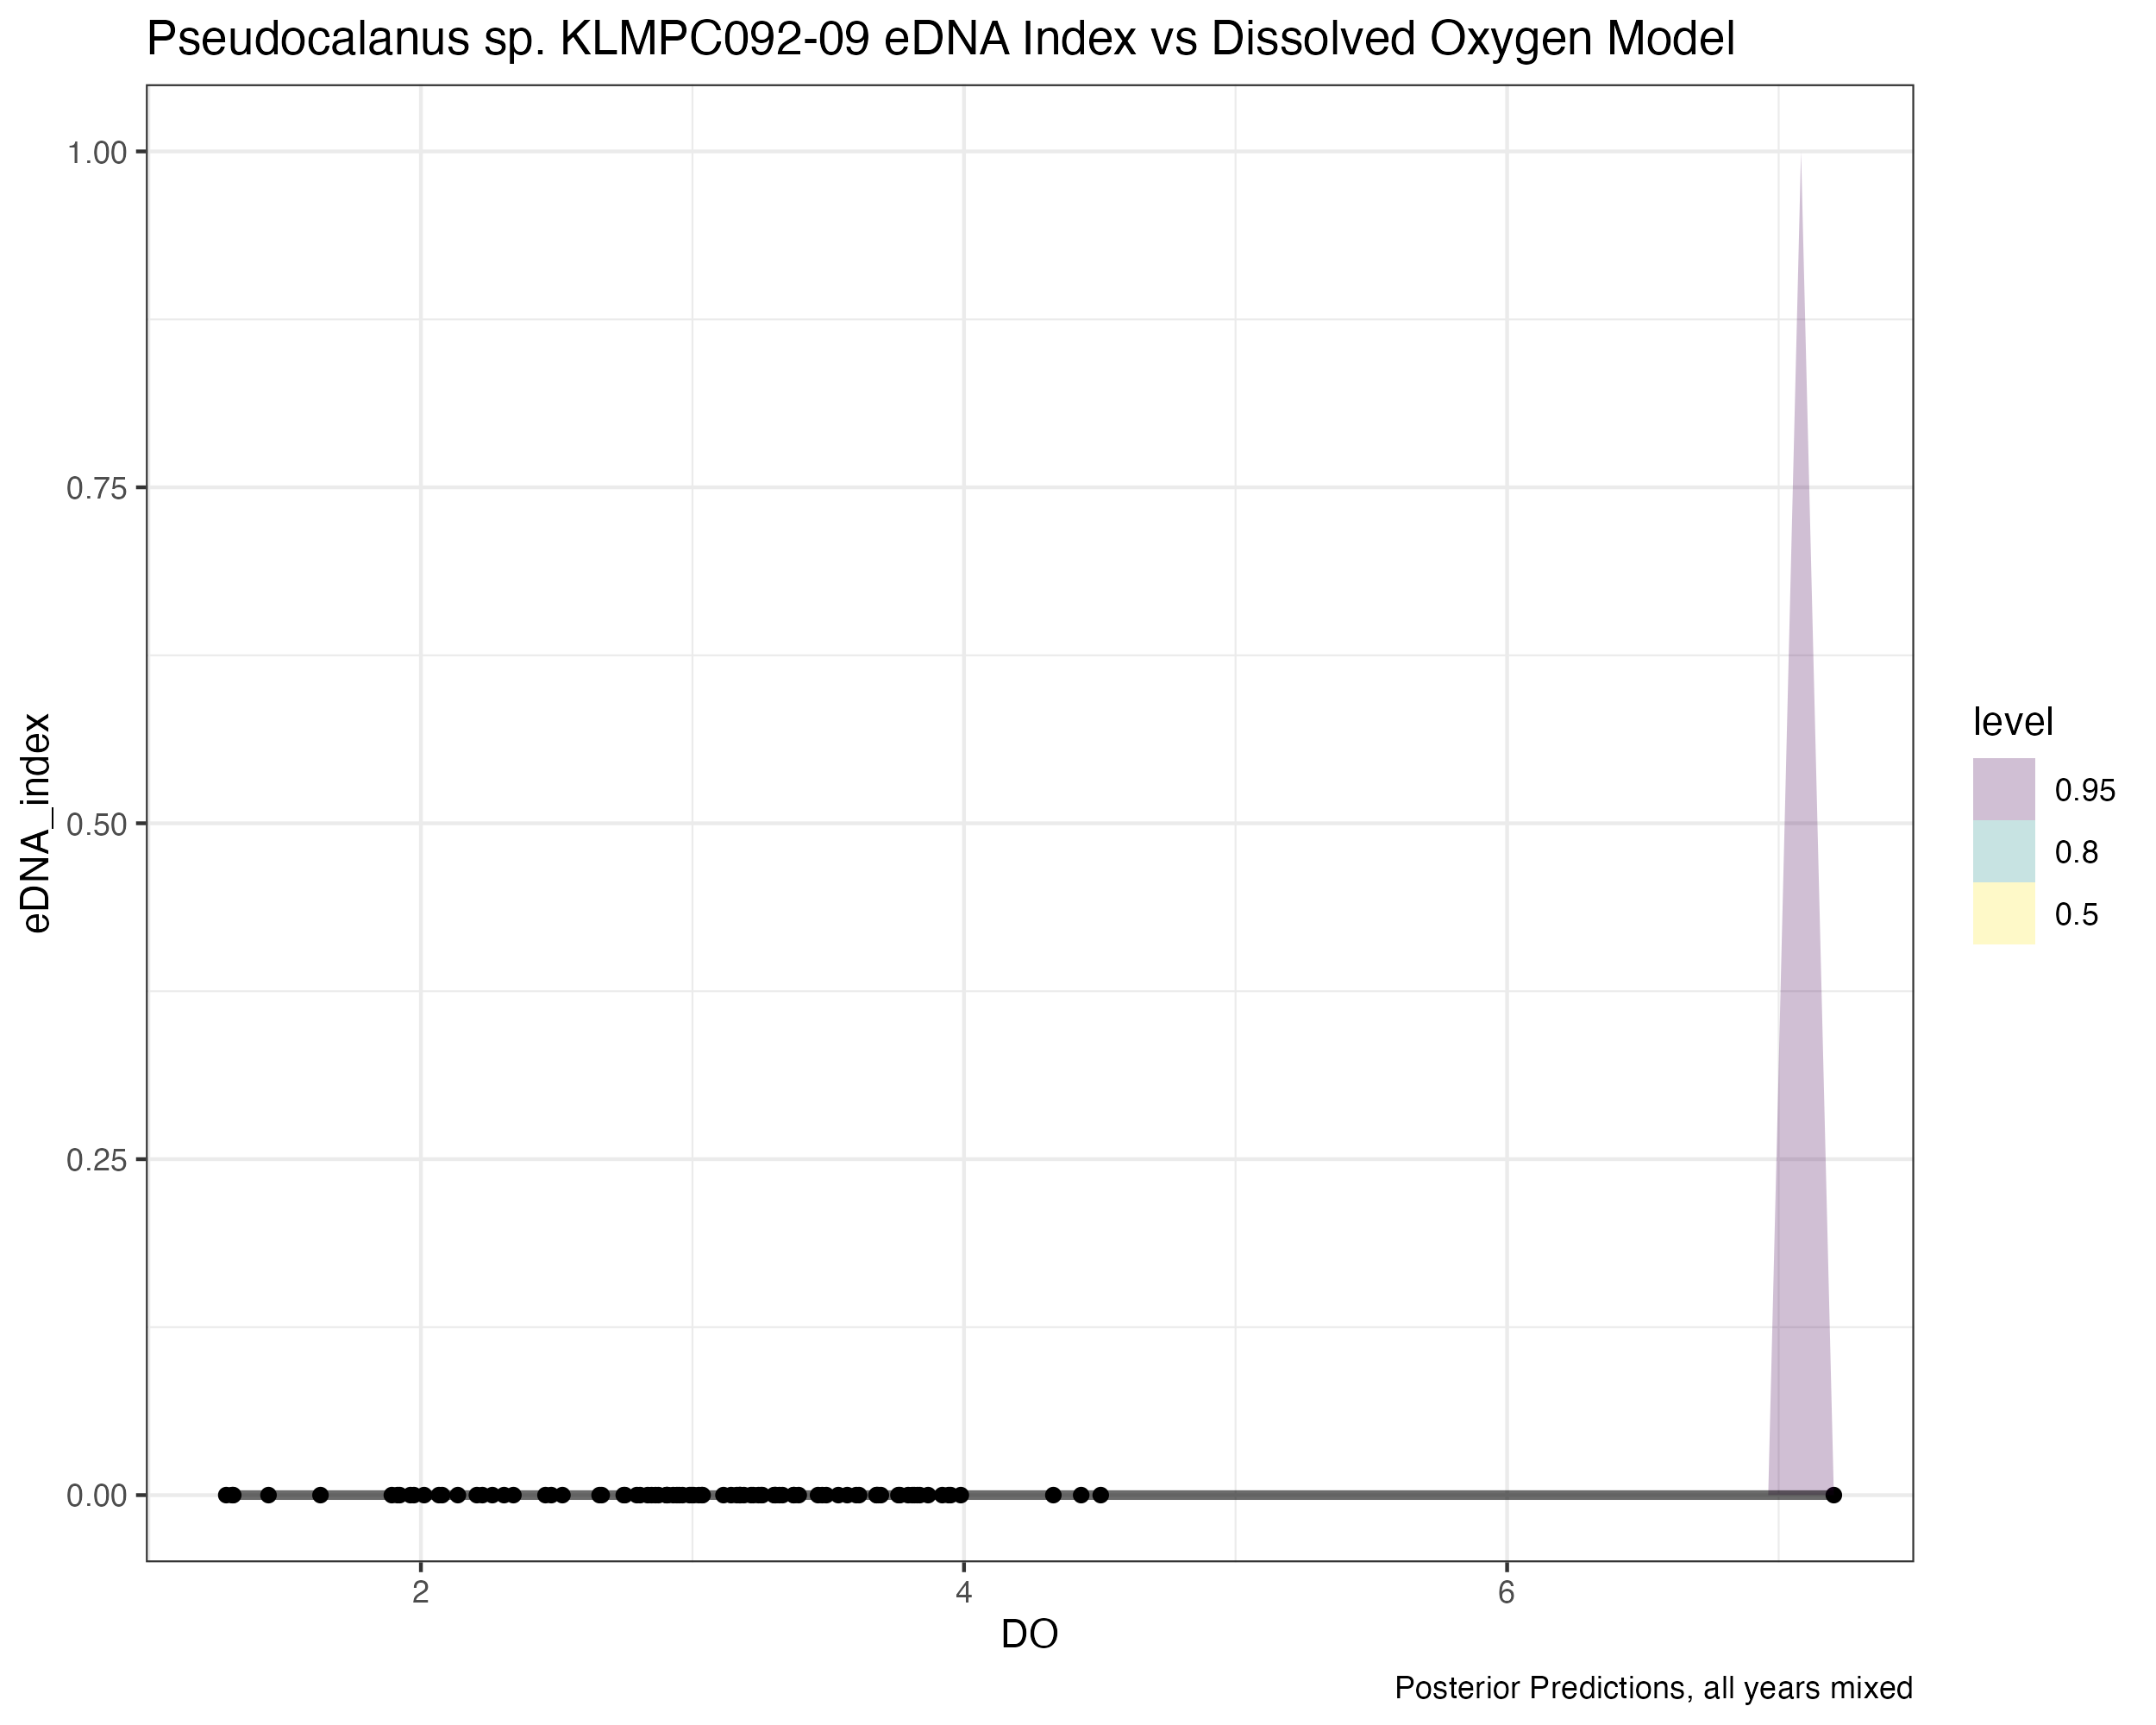 Pseudocalanus sp. KLMPC092-09 eDNA Index vs Dissolved Oxygen Model
1.00
0.75
0.50
0.25
0.00
eDNA_index
2
4
6
DO
level
0.95
0.8
0.5
Posterior Predictions, all years mixed